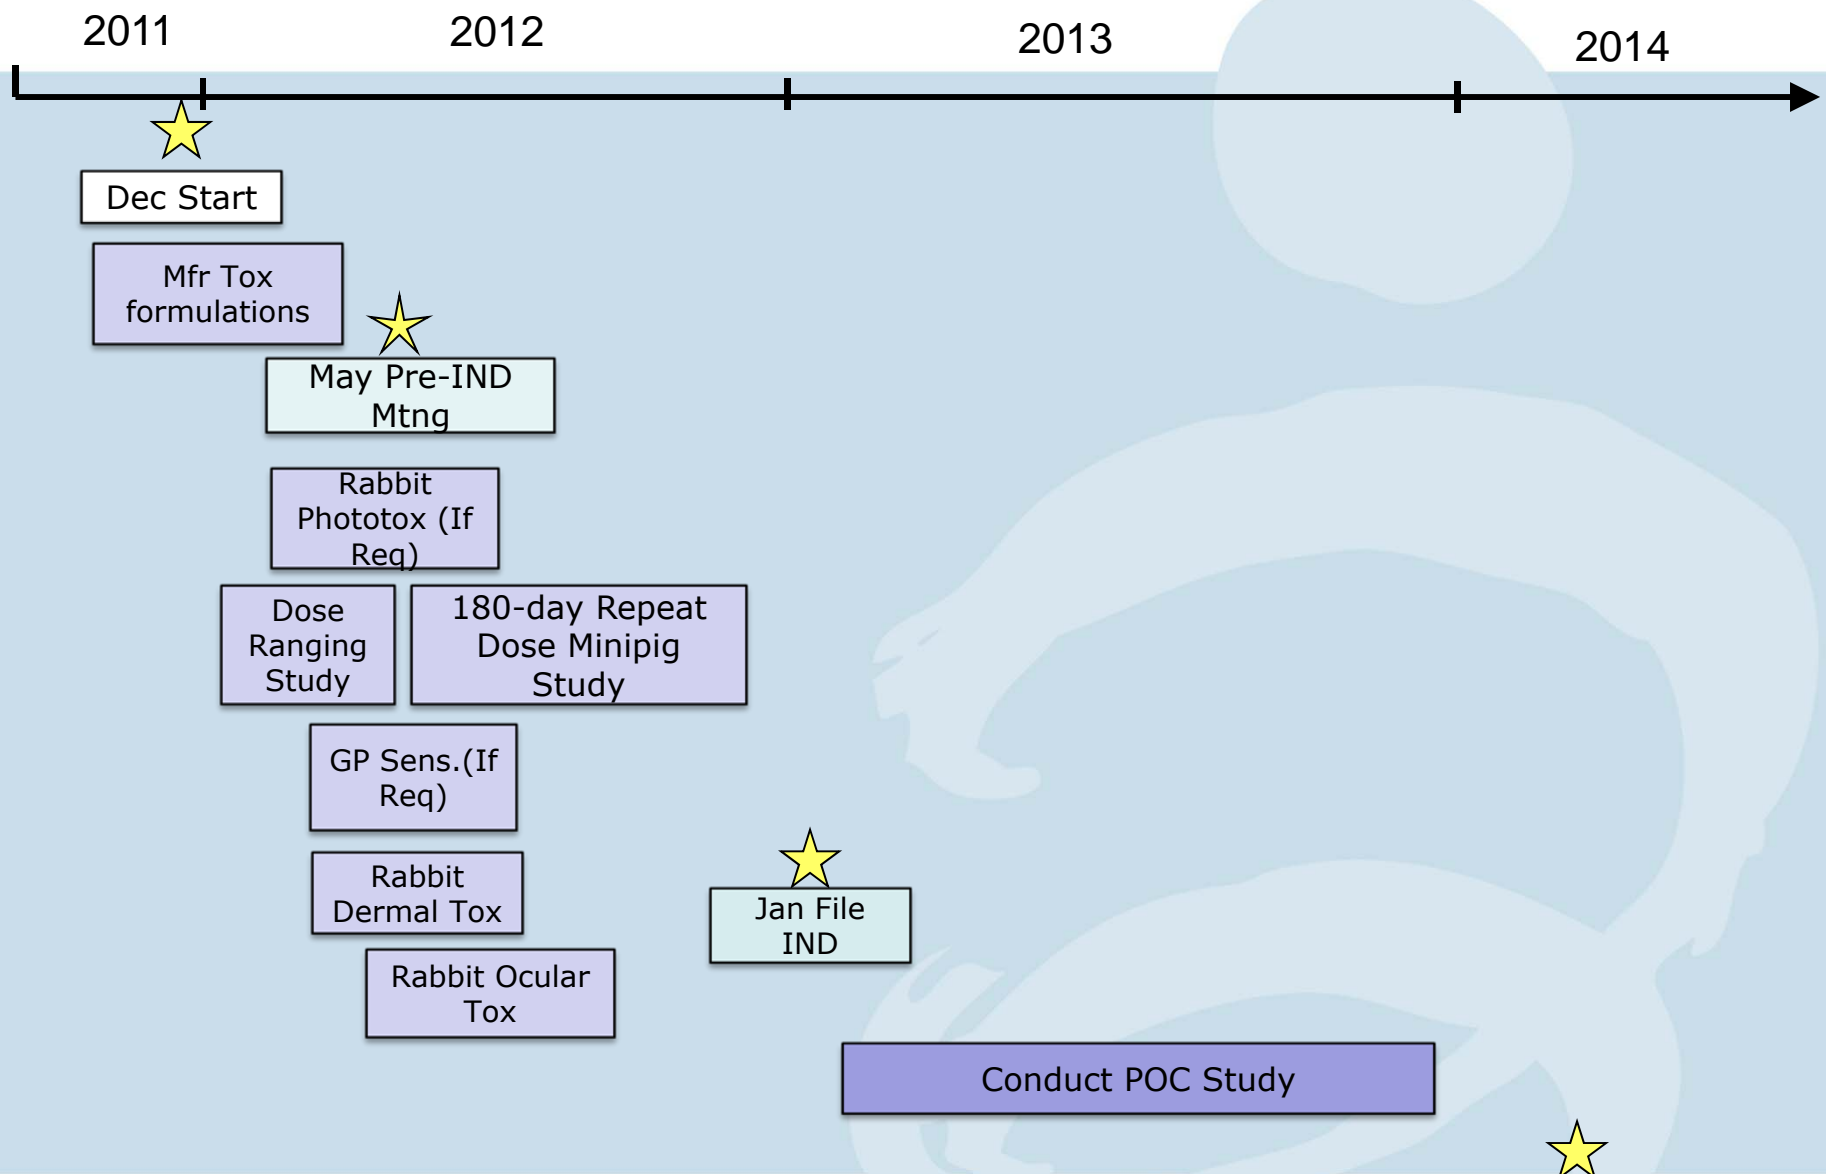 2011
2012
2013
2014
Dec Start
Mfr Tox
formulations
May Pre-IND
Mtng
Rabbit
Phototox (If
Req)
Dose
Ranging
Study
180-day Repeat
Dose Minipig
Study
GP Sens.(If
Req)
Rabbit
Dermal Tox
Jan File
IND
Rabbit Ocular
Tox
Conduct POC Study